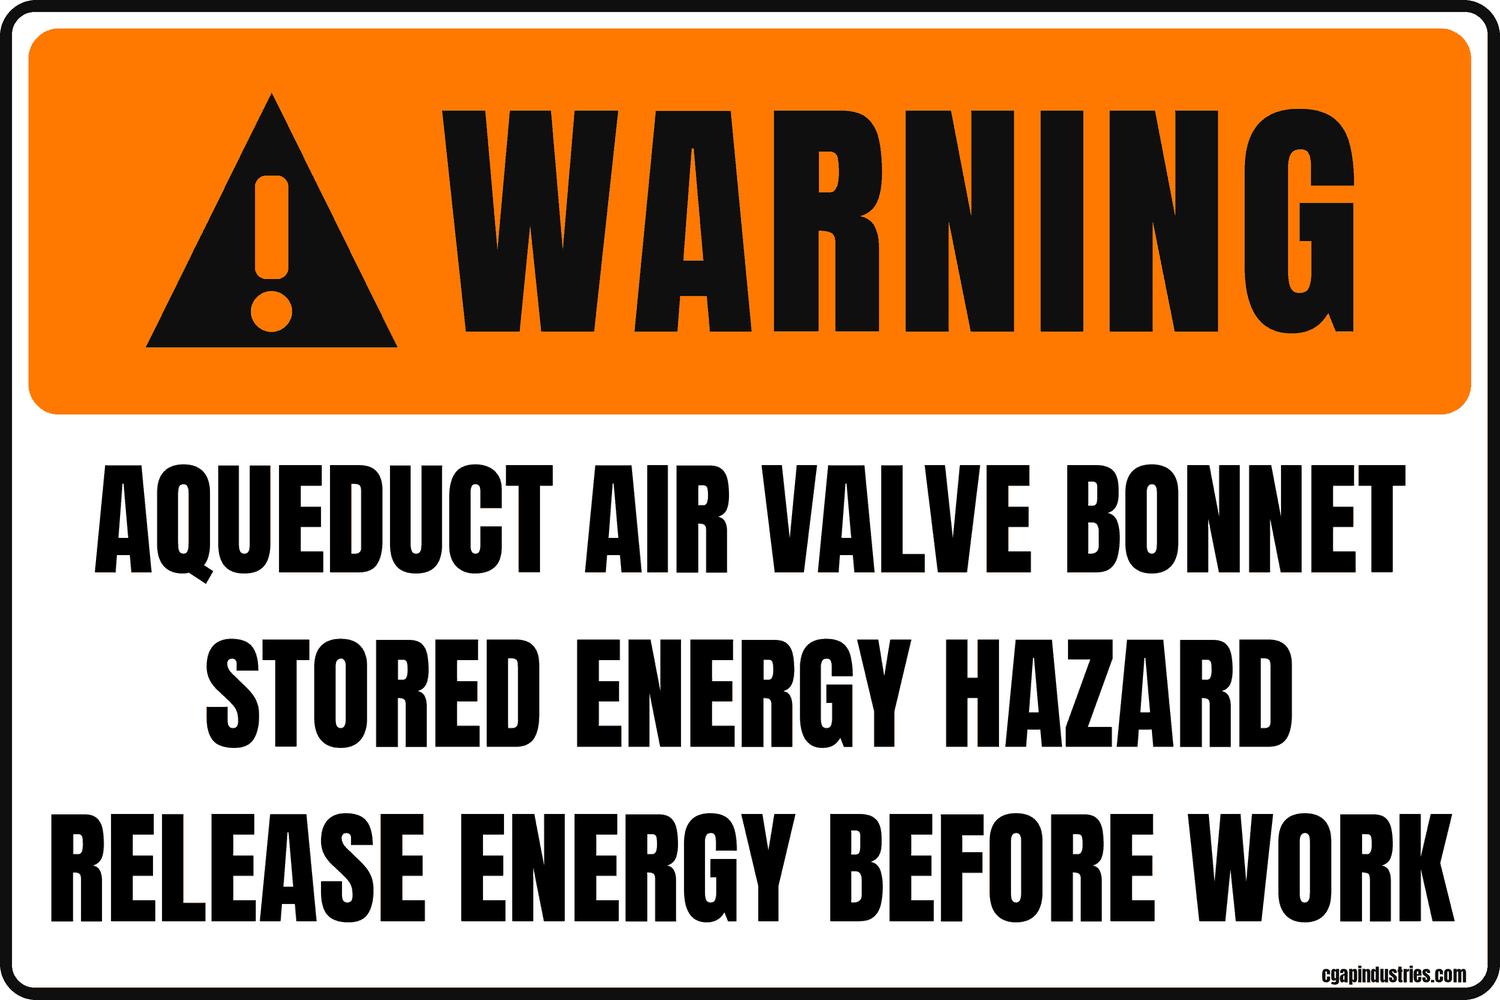 WARNING
AQUEDUCT AIR VALVE BONNET
STORED ENERGY HAZARD
RELEASE ENERGY BEFORE WORK
cgapindustries.com